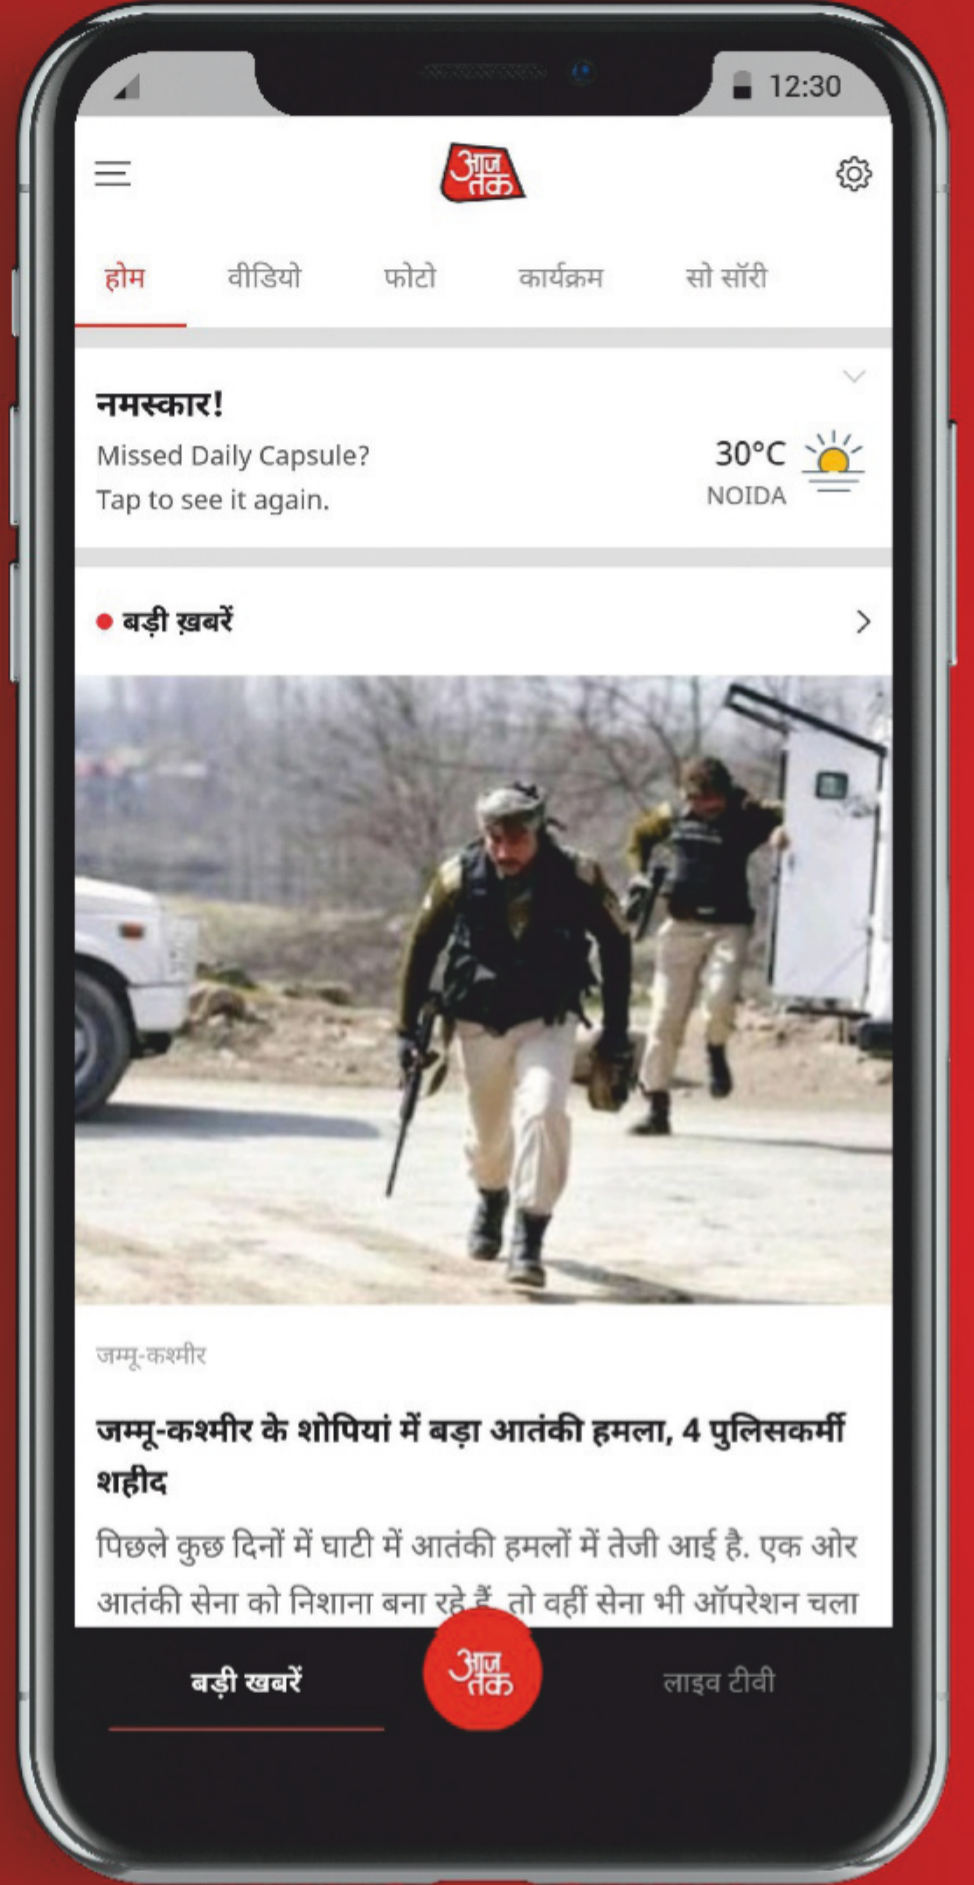 12:30
आज
तक
होम वीडियो फोटो कार्यक्रम सो सॉरी
नमस्कार!
Missed Daily Capsule?
Tap to see it again.
30°C
NOIDA
बड़ी ख़बरें
जम्मू-कश्मीर
जम्मू-कश्मीर के शोपियां में बड़ा आतंकी हमला, 4 पुलिसकर्मी
शहीद
पिछले कुछ दिनों में घाटी में आतंकी हमलों में तेजी आई है. एक ओर
आतंकी सेना को निशाना बना रहे हैं, तो वहीं सेना भी ऑपरेशन चला
बड़ी खबरें
आज
तक
लाइव टीवी